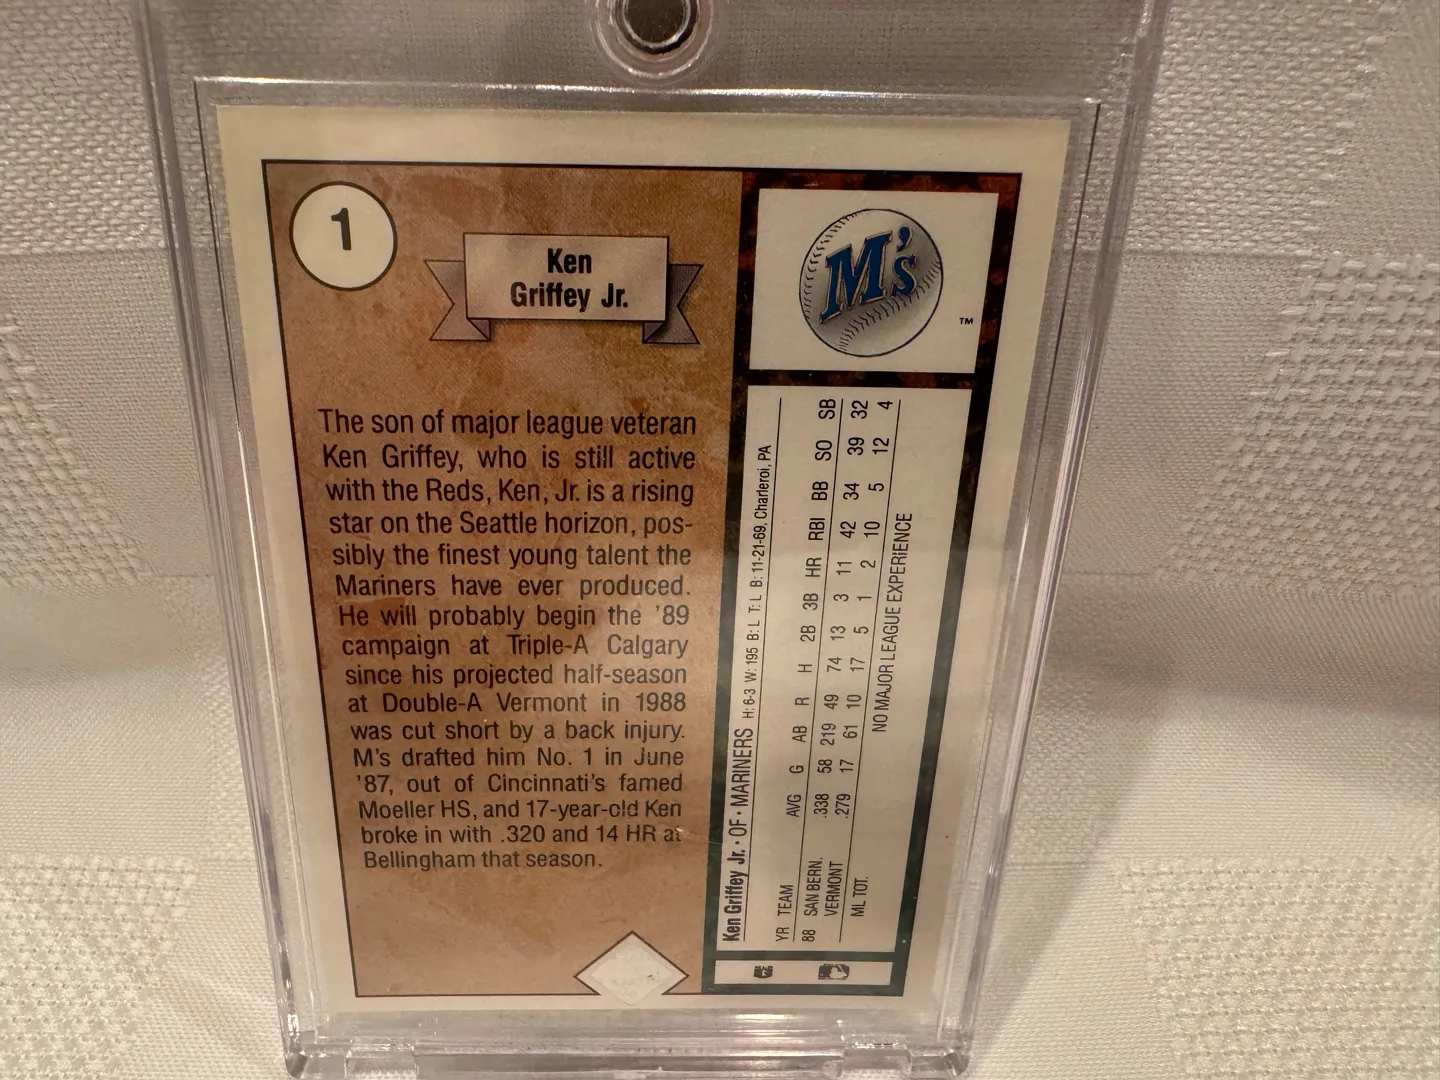 1
Ken
Griffey Jr.
The son of major league veteran
Ken Griffey, who is still active
with the Reds, Ken, Jr. is a rising
star on the Seattle horizon, pos-
sibly the finest young talent the
Mariners have ever produced.
He will probably begin the '89
campaign at Triple-A Calgary
since his projected half-season
at Double-A Vermont in 1988
was cut short by a back injury.
M's drafted him No. 1 in June
'87, out of Cincinnati's famed
Moeller HS, and 17-year-old Ken
broke in with .320 and 14 HR at
Bellingham that season.
M's
TM
Ken Griffey Jr. • OF • MARINERS H: 6-3 W: 195 B: L T: L B: 11-21-69, Charleroi, PA
YR TEAM AVG G AB R H 2B 3B HR RBI BB SO SB
88 SAN BERN. .338 58 219 49 74 13 3 11 42 34 39 32
VERMONT .279 17 61 10 17 5 1 2 10 5 12 4
ML TOT. NO MAJOR LEAGUE EXPERIENCE